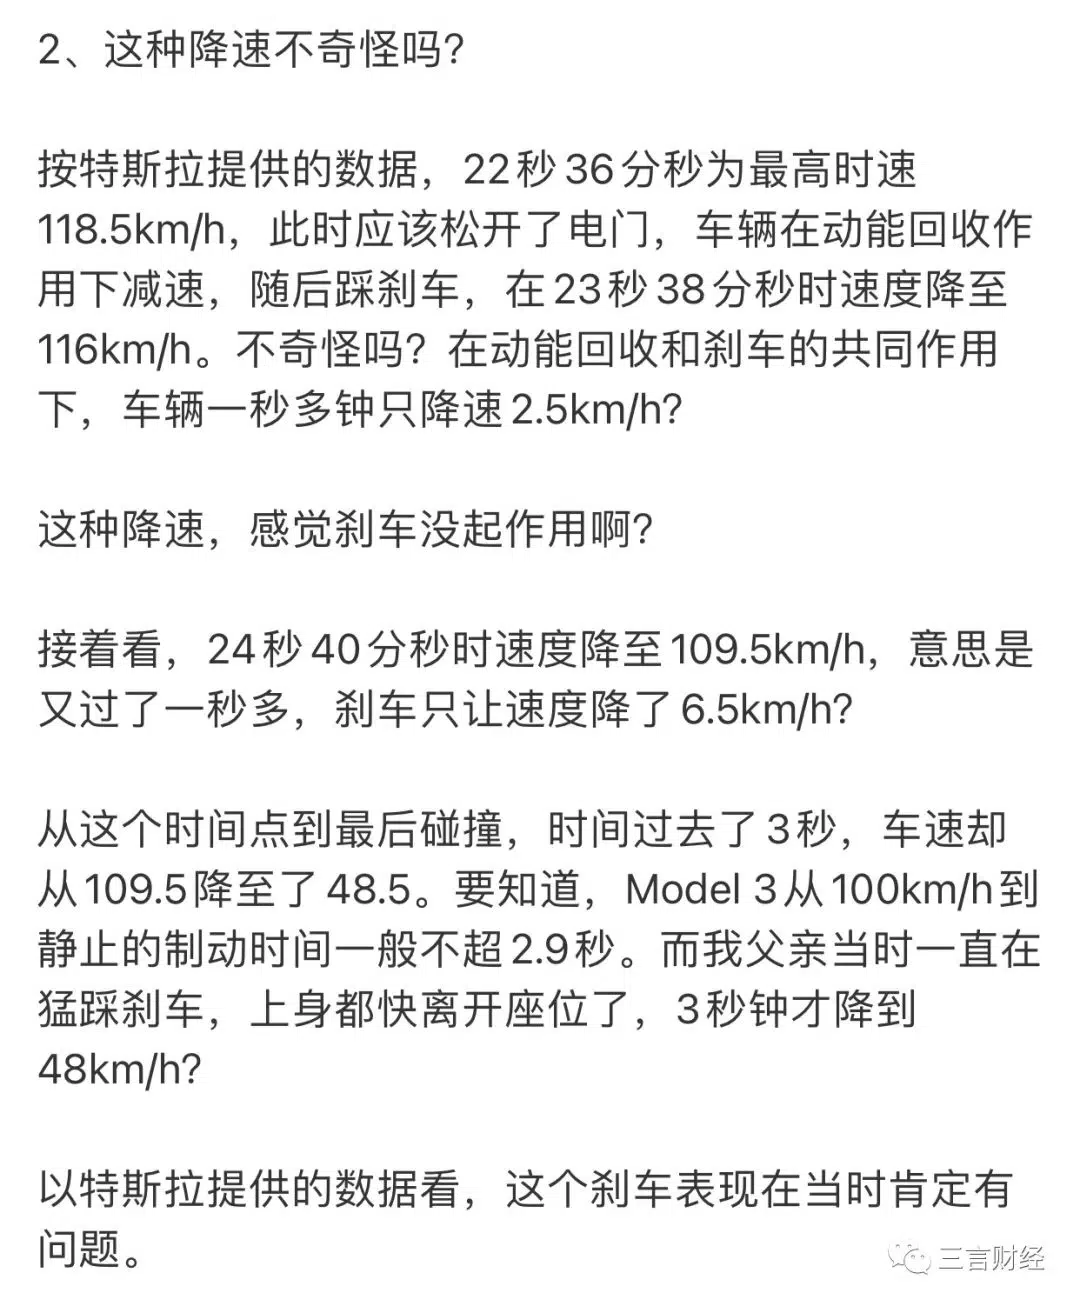 2、这种降速不奇怪吗?
按特斯拉提供的数据，22秒36分秒为最高时速
118.5km/h，此时应该松开了电门，车辆在动能回收作
用下减速，随后踩刹车，在23秒38分秒时速度降至
116km/h。不奇怪吗？在动能回收和刹车的共同作用
下，车辆一秒多钟只降速2.5km/h?
这种降速，感觉刹车没起作用啊?
接着看，24秒40分秒时速度降至109.5km/h，意思是
又过了一秒多，刹车只让速度降了6.5km/h?
从这个时间点到最后碰撞，时间过去了3秒，车速却
从109.5降至了48.5。要知道，Model 3从100km/h到
静止的制动时间一般不超2.9秒。而我父亲当时一直在
猛踩刹车，上身都快离开座位了，3秒钟才降到
48km/h?
以特斯拉提供的数据看，这个刹车表现在当时肯定有
问题。
三言财经